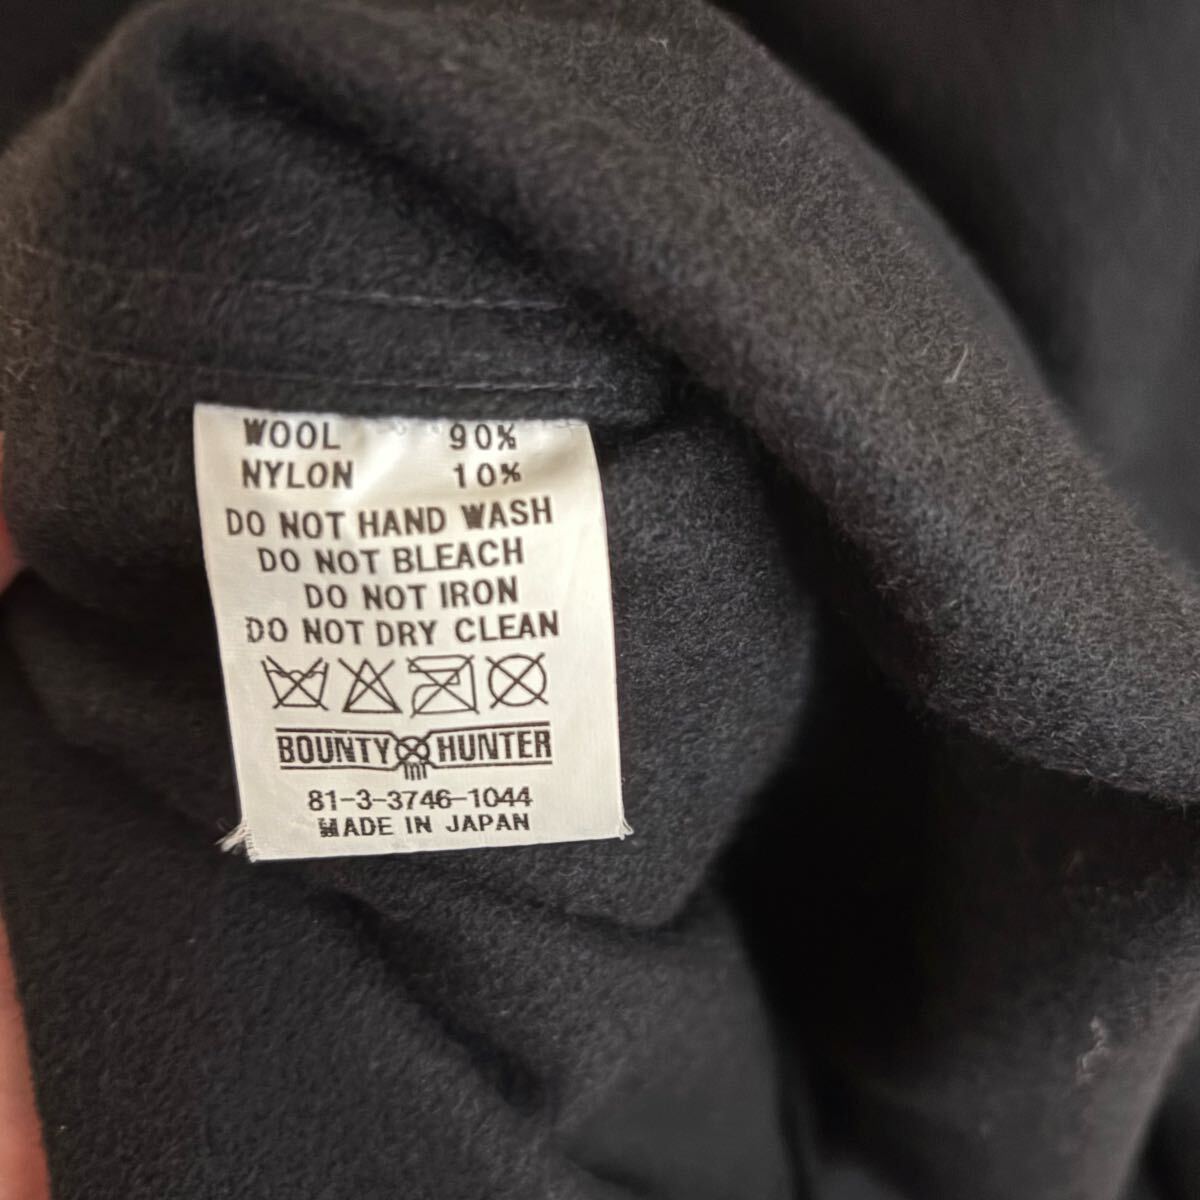 WOOL 90%
NYLON 10%
DO NOT HAND WASH
DO NOT BLEACH
DO NOT IRON
DO NOT DRY CLEAN
BOUNTY HUNTER
81-3-3746-1044
MADE IN JAPAN